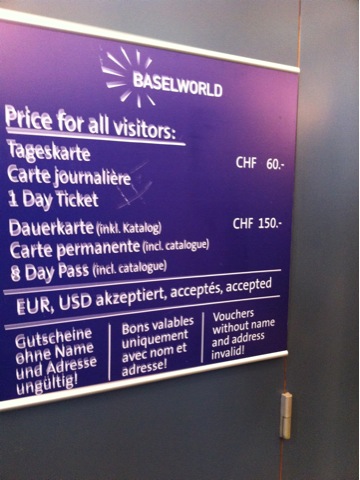 BASELWORLD
Price for all visitors:
Tageskarte
Carte journalière CHF 60.-
1 Day Ticket
Dauerkarte (inkl. Katalog) CHF 150.-
Carte permanente (incl. catalogue)
8 Day Pass (incl. catalogue)
EUR, USD akzeptiert, acceptés, accepted
Gutscheine
ohne Name
und Adresse
ungültig!
Bons valables
uniquement
avec nom et
adresse!
Vouchers
without name
and address
invalid!